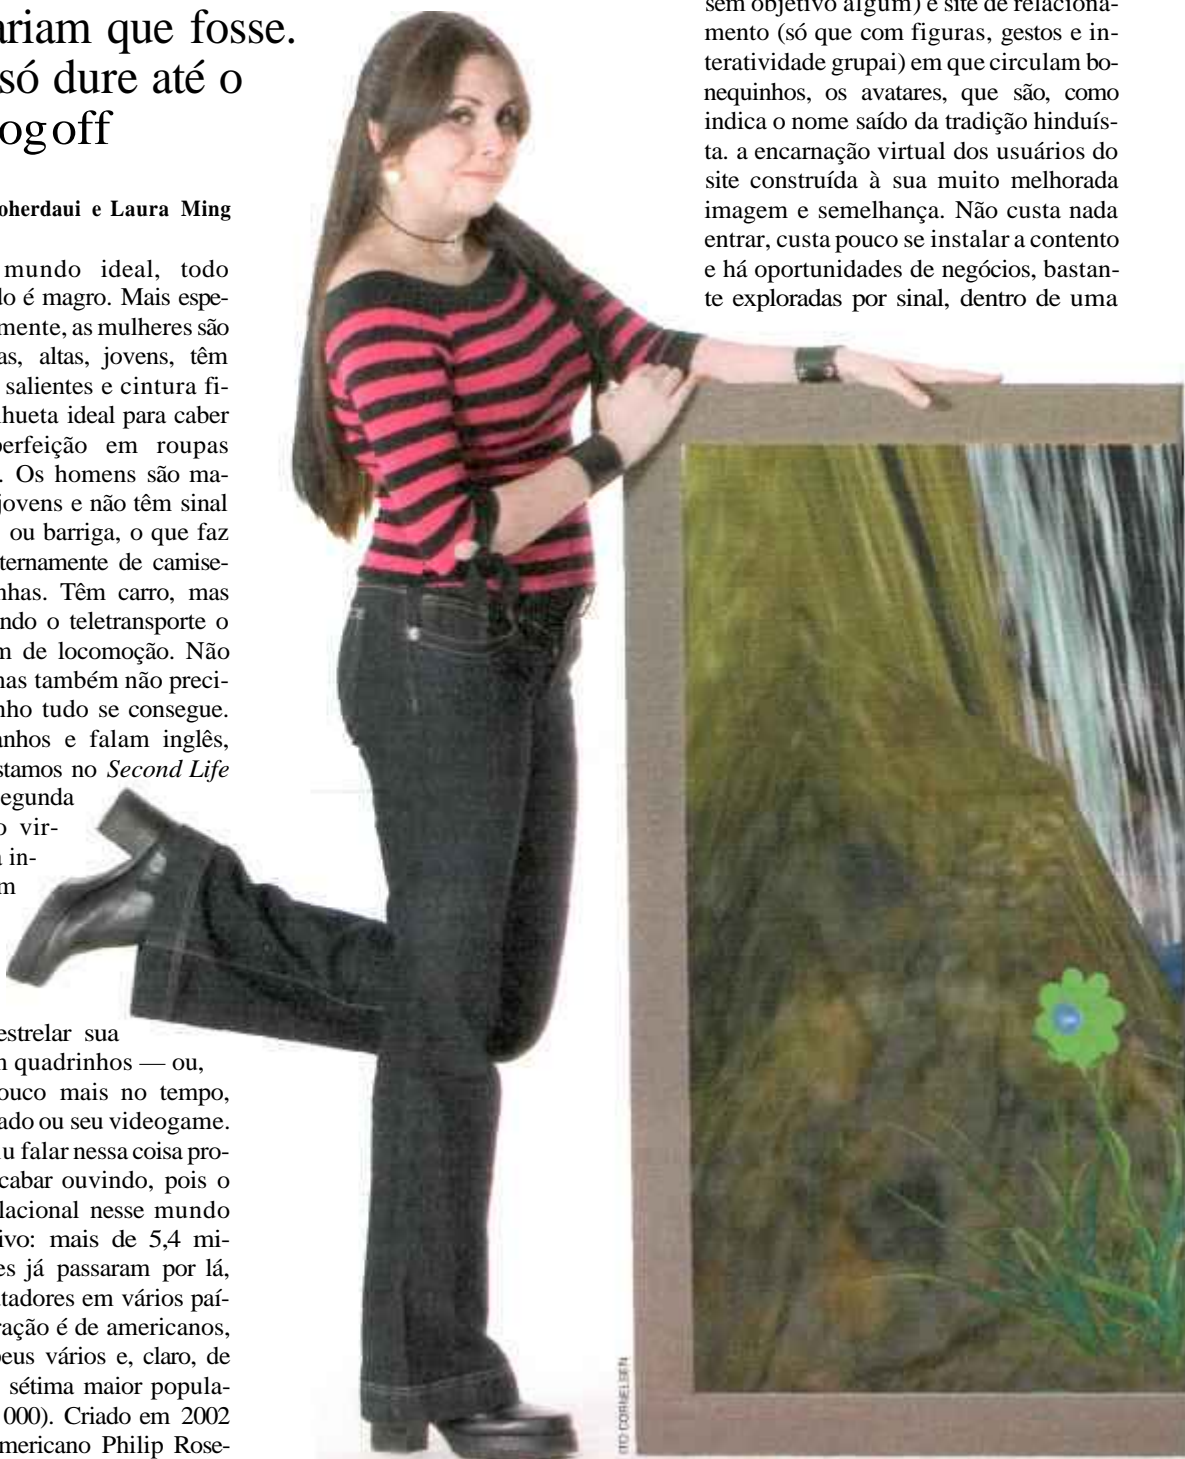 ariam que fosse.
só dure até o
ogoff
oherdaui e Laura Ming
mundo ideal, todo
do é magro. Mais espe-
mente, as mulheres são
as, altas, jovens, têm
salientes e cintura fi-
lhueta ideal para caber
perfeição em roupas
. Os homens são ma-
jovens e não têm sinal
ou barriga, o que faz
ternamente de camise-
nhas. Têm carro, mas
ndo o teletransporte o
m de locomoção. Não
mas também não preci-
nho tudo se consegue.
anhos e falam inglês,
stamos no Second Life
egunda
o vir-
a in-
m
estrelar sua
m quadrinhos — ou,
ouco mais no tempo,
ado ou seu videogame.
u falar nessa coisa pro-
cabar ouvindo, pois o
lacional nesse mundo
ivo: mais de 5,4 mi-
es já passaram por lá,
tadores em vários paí-
ração é de americanos,
peus vários e, claro, de
sétima maior popula-
000). Criado em 2002
mericano Philip Rose-
sem objetivo algum) e site de relaciona-
mento (só que com figuras, gestos e in-
teratividade grupai) em que circulam bo-
nequinhos, os avatares, que são, como
indica o nome saído da tradição hinduís-
ta. a encarnação virtual dos usuários do
site construída à sua muito melhorada
imagem e semelhança. Não custa nada
entrar, custa pouco se instalar a contento
e há oportunidades de negócios, bastan-
te exploradas por sinal, dentro de uma
ITO CORNELSEN